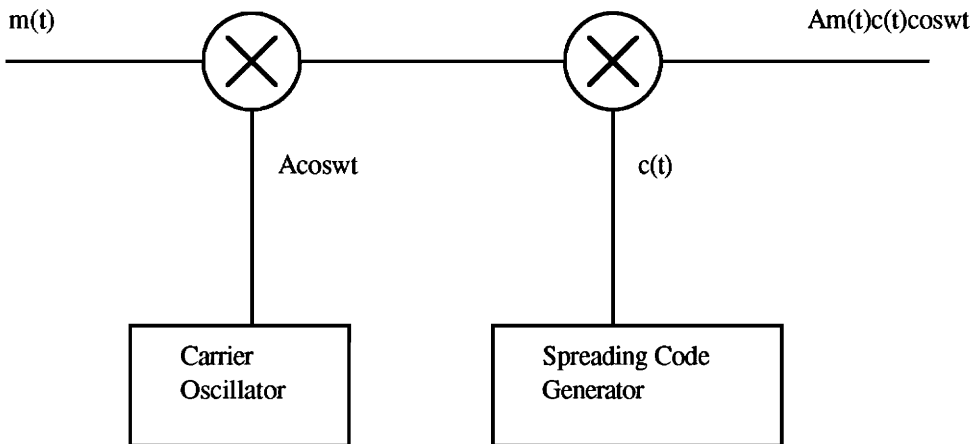 m(t)
Am(t)c(t)coswt
Acoswt
c(t)
Carrier
Oscillator
Spreading Code
Generator